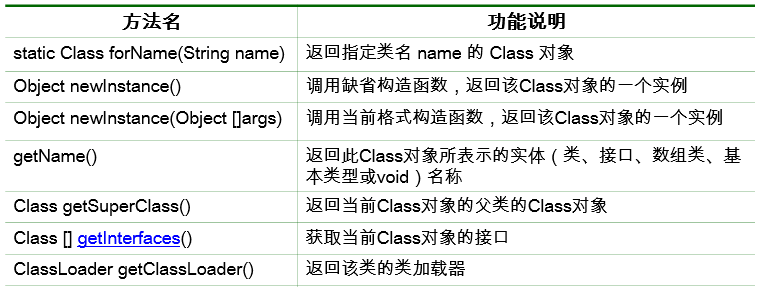 方法名 功能说明
static Class forName(String name) 返回指定类名 name 的 Class 对象
Object newInstance() 调用缺省构造函数，返回该Class对象的一个实例
Object newInstance(Object []args) 调用当前格式构造函数，返回该Class对象的一个实例
getName() 返回此Class对象所表示的实体（类、接口、数组类、基
本类型或void）名称
Class getSuperClass() 返回当前Class对象的父类的Class对象
Class [] getInterfaces() 获取当前Class对象的接口
ClassLoader getClassLoader() 返回该类的类加载器